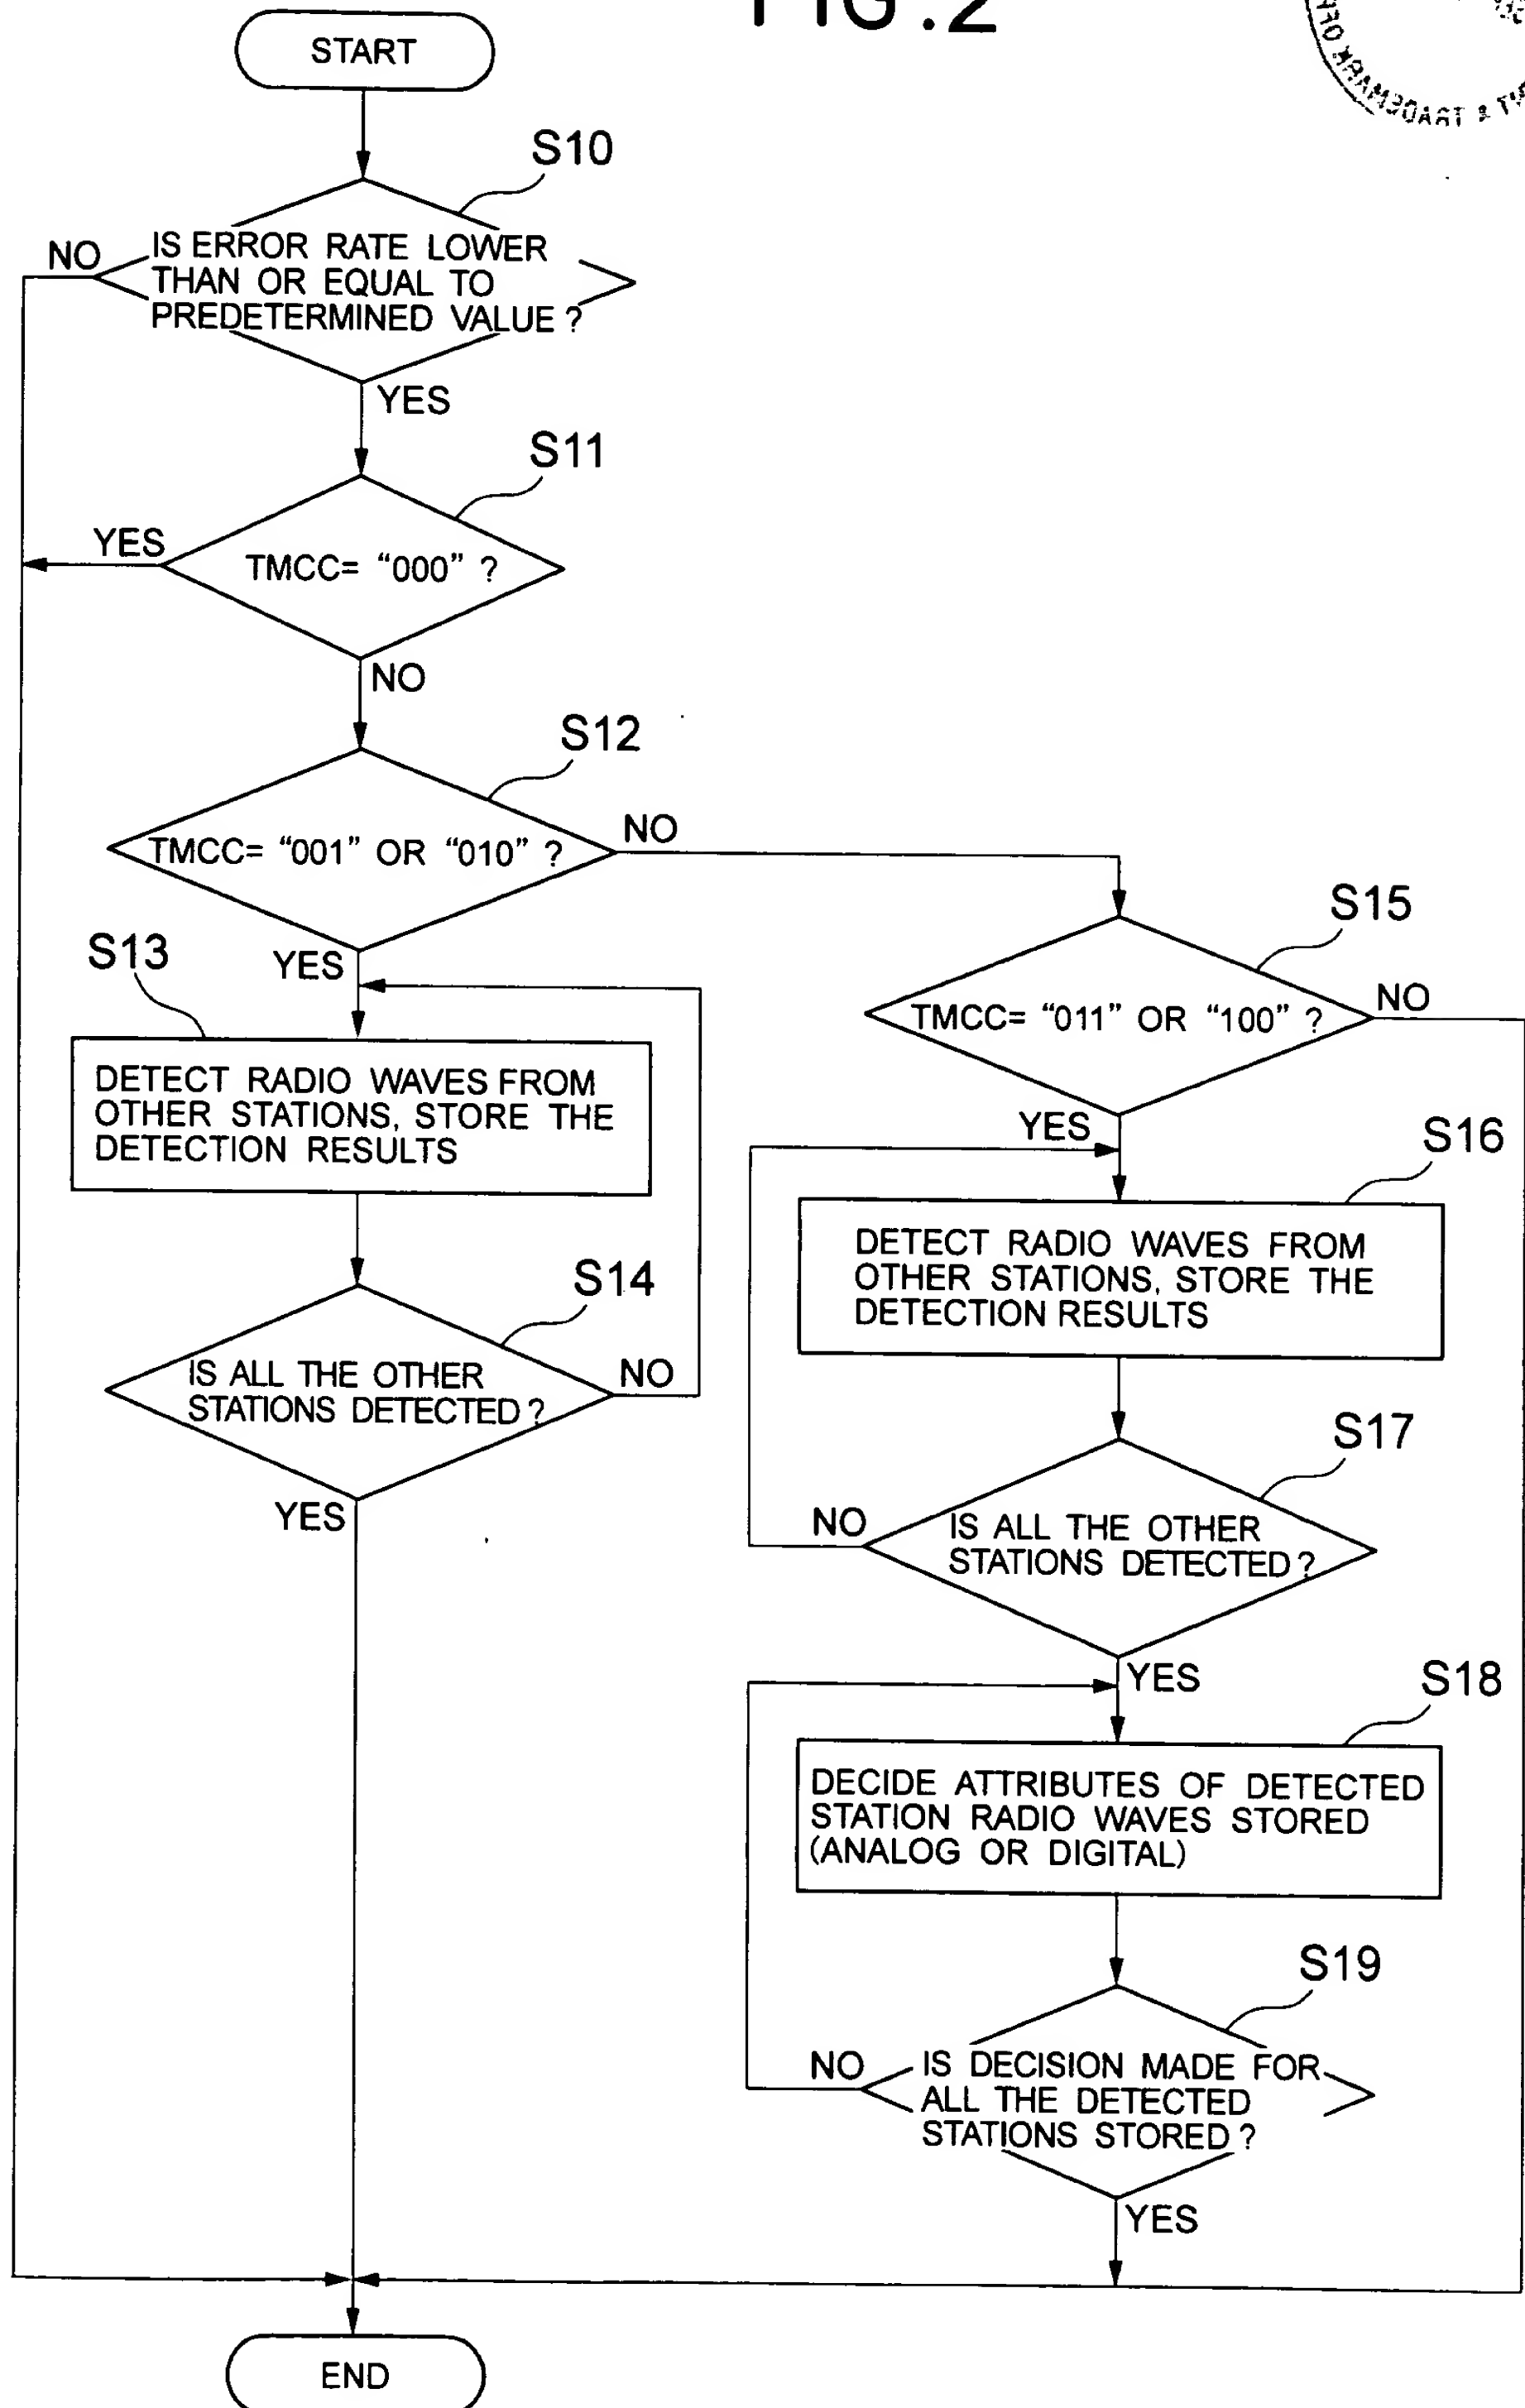 FIG.2
START
S10
NO
IS ERROR RATE LOWER
THAN OR EQUAL TO
PREDETERMINED VALUE?
YES
S11
YES
TMCC= “000” ?
NO
S12
TMCC= “001” OR “010” ?
NO
YES
S13
DETECT RADIO WAVES FROM
OTHER STATIONS, STORE THE
DETECTION RESULTS
S14
IS ALL THE OTHER
STATIONS DETECTED?
NO
YES
S15
TMCC= “011” OR “100” ?
NO
YES
S16
DETECT RADIO WAVES FROM
OTHER STATIONS, STORE THE
DETECTION RESULTS
S17
NO
IS ALL THE OTHER
STATIONS DETECTED?
YES
S18
DECIDE ATTRIBUTES OF DETECTED
STATION RADIO WAVES STORED
(ANALOG OR DIGITAL)
S19
NO
IS DECISION MADE FOR
ALL THE DETECTED
STATIONS STORED?
YES
END